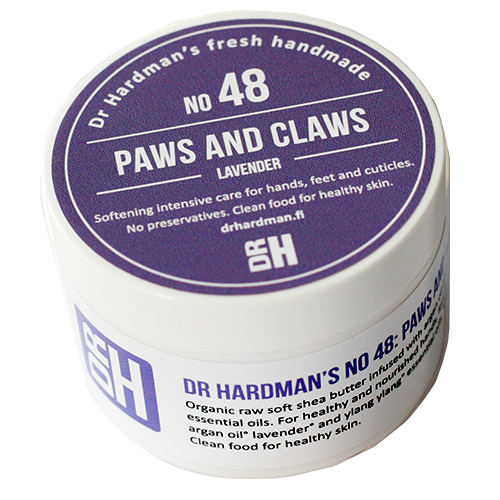 Dr Hardman's fresh handmade
NO 48
PAWS AND CLAWS
LAVENDER
Softening intensive care for hands, feet and cuticles.
No preservatives. Clean food for healthy skin.
drhardman.fi
DR H
DR H
DR HARDMAN'S NO 48: PAWS AND
Organic raw soft shea butter infused with
essential oils. For healthy and nourished
argan oil* lavender* and ylang ylang* essential
Clean food for healthy skin.